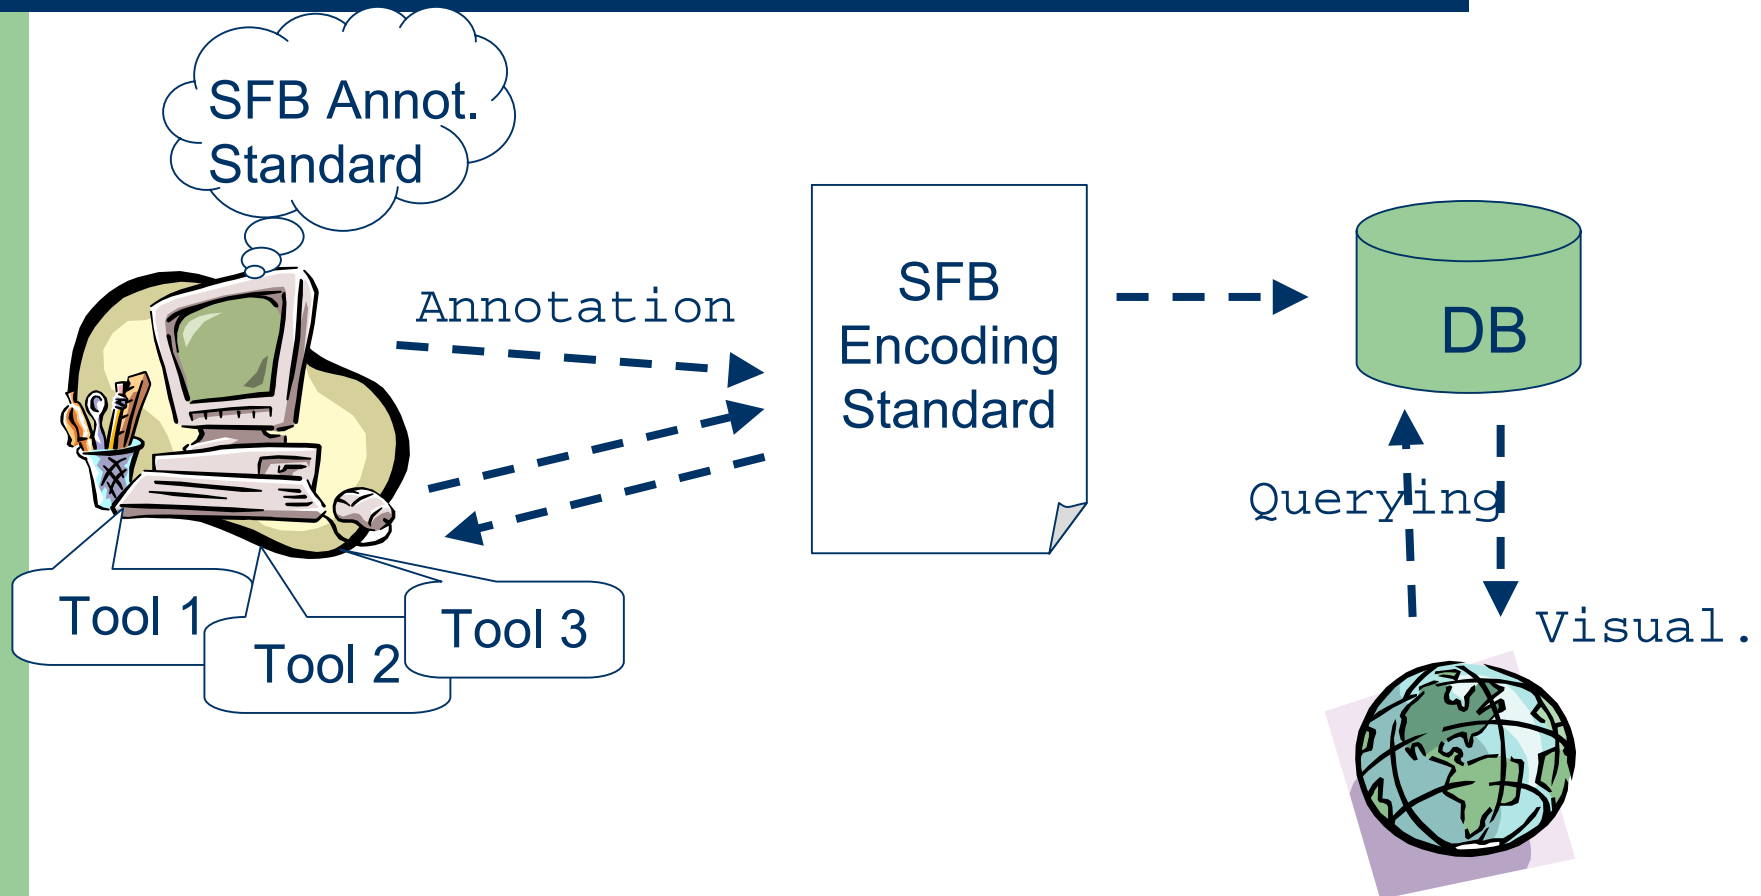 SFB Annot.
Standard
Annotation
SFB
Encoding
Standard
DB
Querying
Visual.
Tool 1
Tool 2
Tool 3